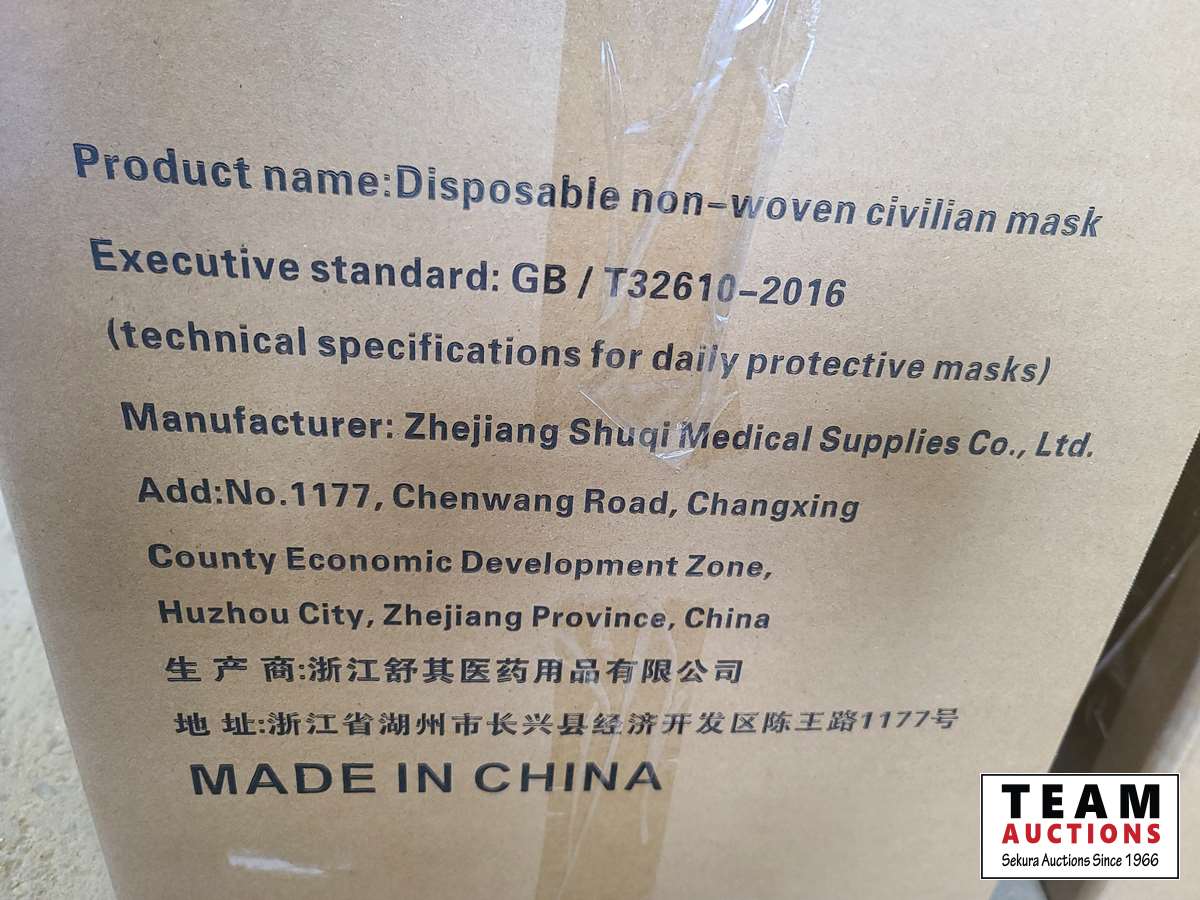 Product name:Disposable non-woven civilian mask
Executive standard: GB / T32610-2016
(technical specifications for daily protective masks)
Manufacturer: Zhejiang Shuqi Medical Supplies Co., Ltd.
Add:No.1177, Chenwang Road, Changxing
County Economic Development Zone,
Huzhou City, Zhejiang Province, China
生 产 商:浙江舒其医药用品有限公司
地 址:浙江省湖州市长兴县经济开发区陈王路1177号
MADE IN CHINA
TEAM
AUCTIONS
Sekura Auctions Since 1966